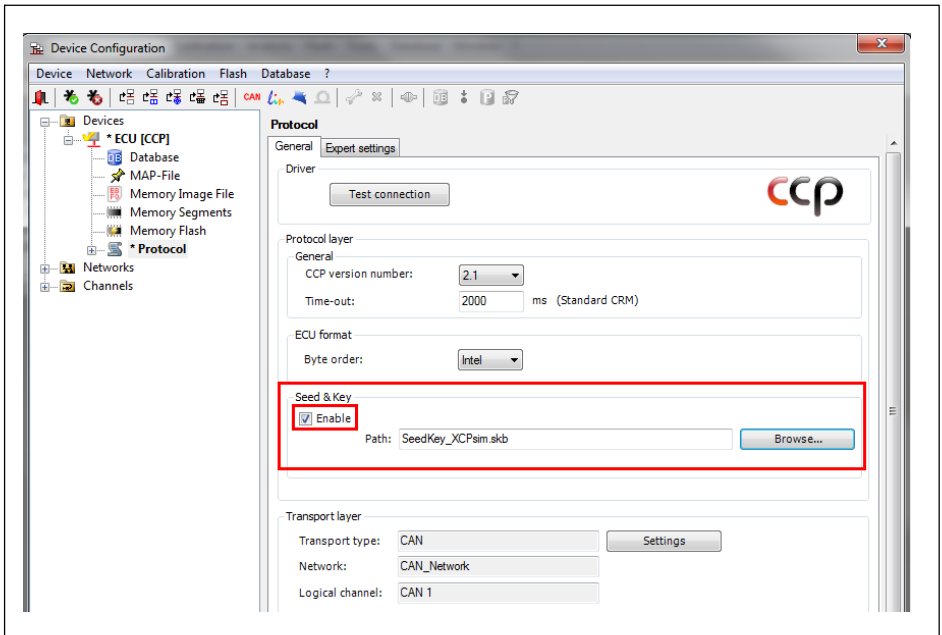 Device Configuration
Device Network Calibration Flash Database ?
CAN
Devices
* ECU [CCP]
Database
MAP-File
Memory Image File
Memory Segments
Memory Flash
* Protocol
Networks
Channels
Protocol
General Expert settings
Driver
Test connection
ccp
Protocol layer
General
CCP version number: 2.1
Time-out: 2000 ms (Standard CRM)
ECU format
Byte order: Intel
Seed & Key
Enable
Path: SeedKey_XCPsim.skb Browse...
Transport layer
Transport type: CAN Settings
Network: CAN_Network
Logical channel: CAN 1